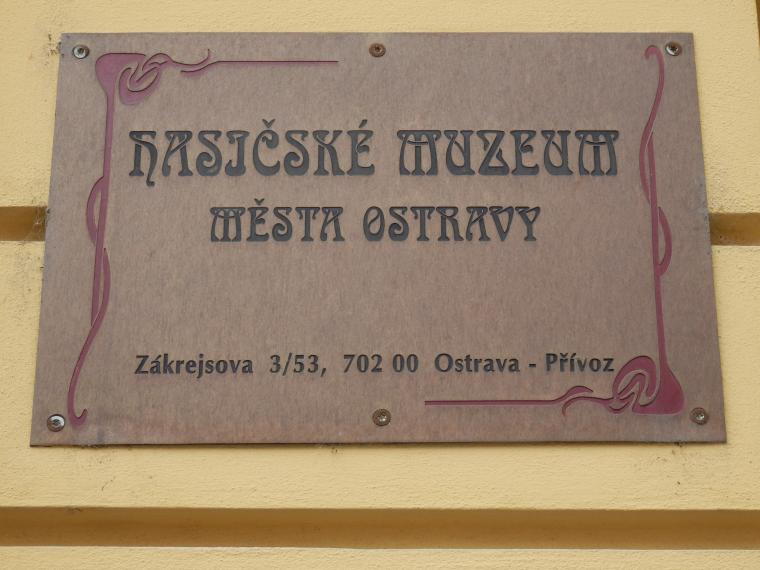 HASIČSKÉ MUZEUM
MĚSTA OSTRAVY
Zákrejsova 3/53, 702 00 Ostrava - Přívoz